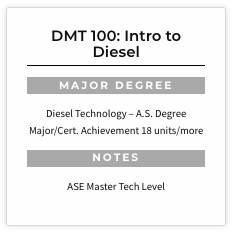 DMT 100: Intro to
Diesel
MAJOR DEGREE
Diesel Technology – A.S. Degree
Major/Cert. Achievement 18 units/more
NOTES
ASE Master Tech Level